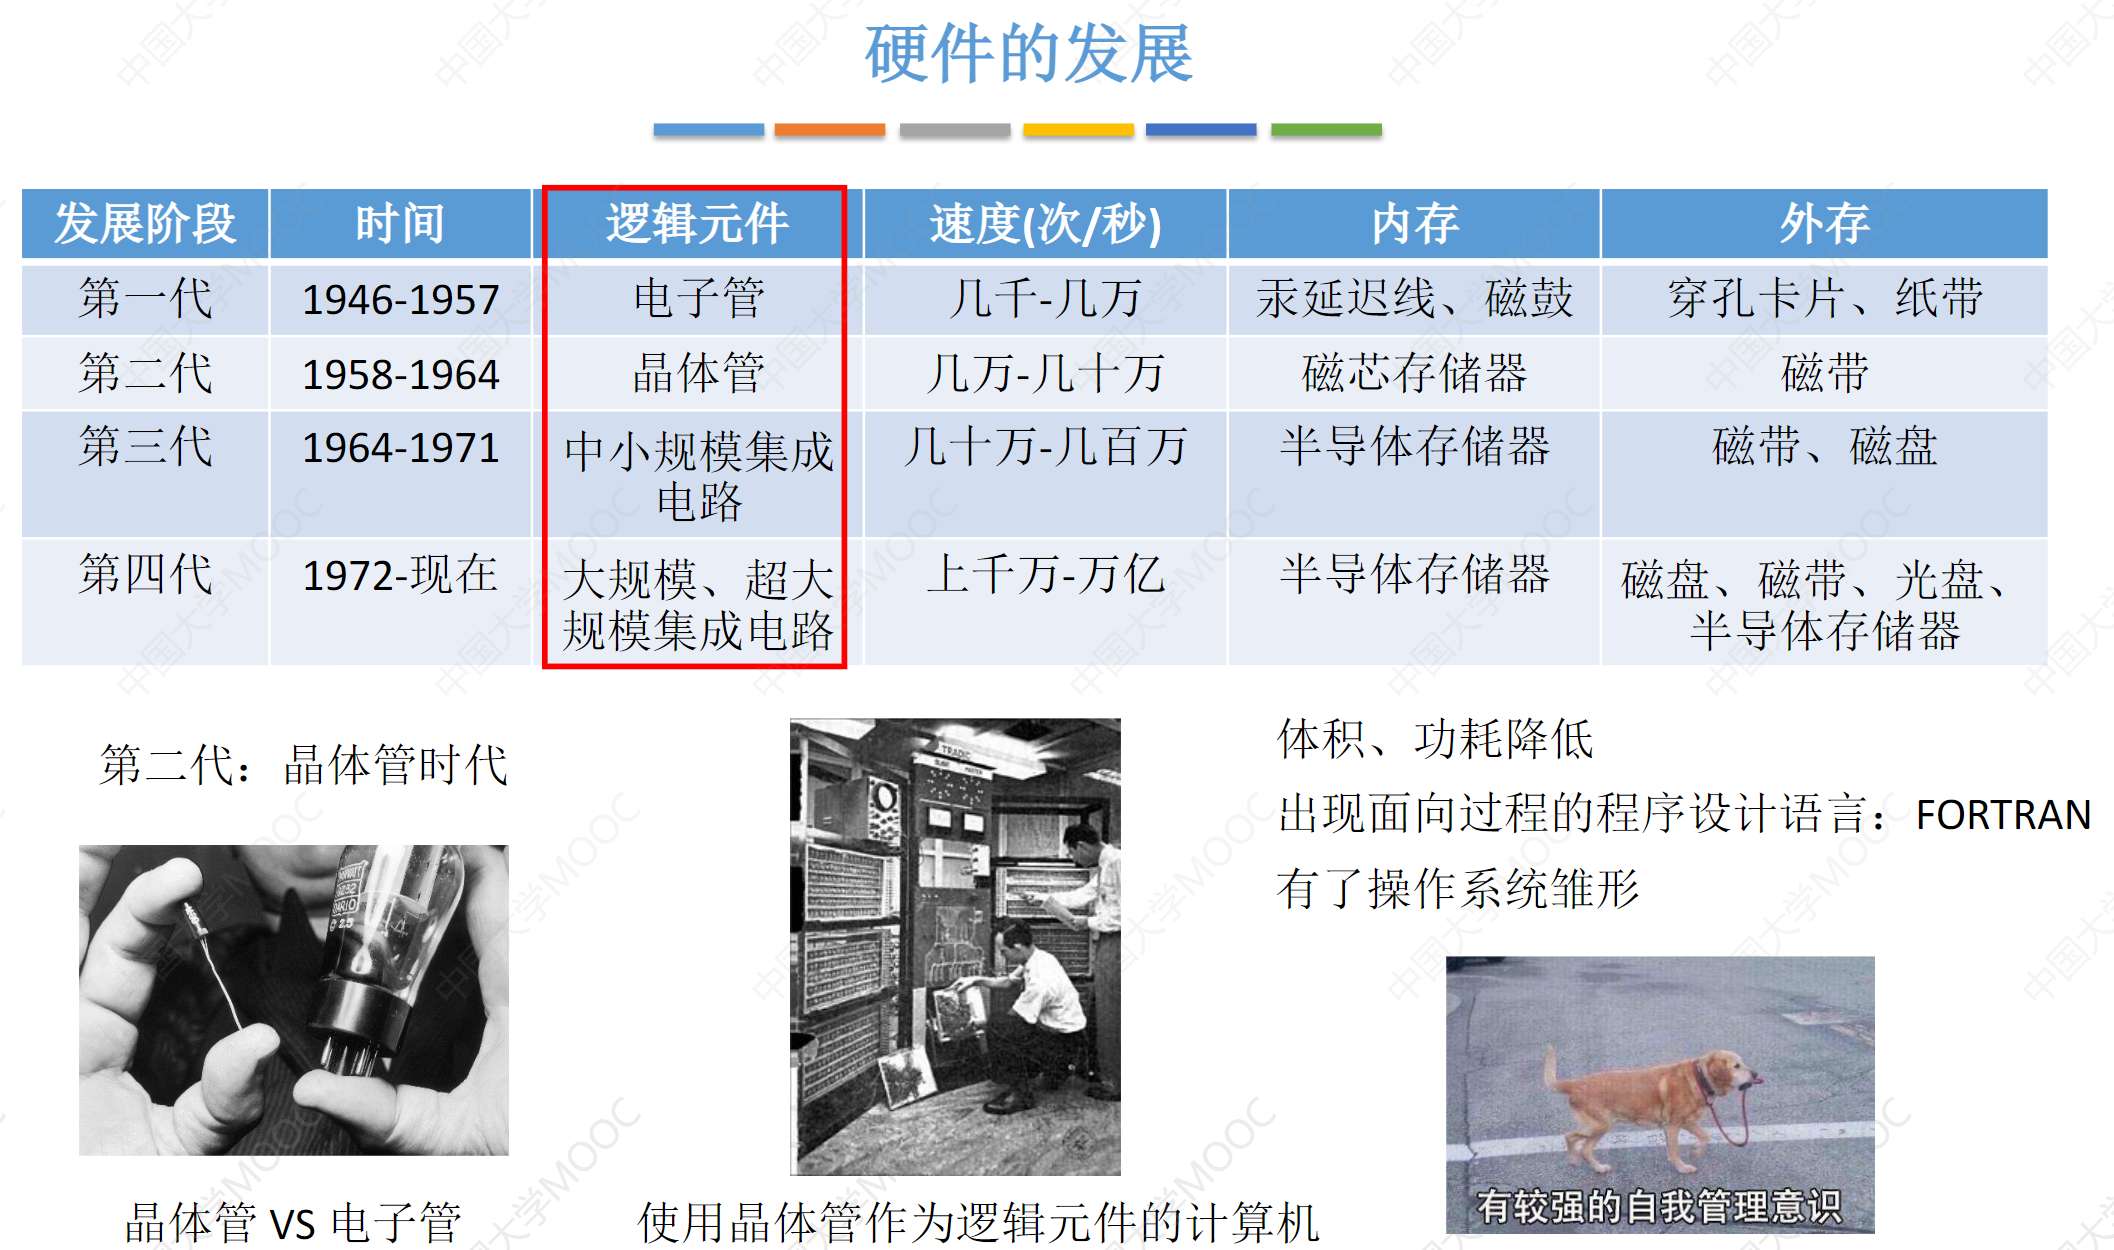 硬件的发展
发展阶段 时间 逻辑元件 速度(次/秒) 内存 外存
第一代 1946-1957 电子管 几千-几万 汞延迟线、磁鼓 穿孔卡片、纸带
第二代 1958-1964 晶体管 几万-几十万 磁芯存储器 磁带
第三代 1964-1971 中小规模集成 几十万-几百万 半导体存储器 磁带、磁盘
电路
第四代 1972-现在 大规模、超大 上千万-万亿 半导体存储器 磁盘、磁带、光盘、
规模集成电路 半导体存储器
第二代：晶体管时代
体积、功耗降低
出现面向过程的程序设计语言：FORTRAN
有了操作系统雏形
TRADIC
有较强的自我管理意识
晶体管 VS 电子管
使用晶体管作为逻辑元件的计算机
中国大学MOOC